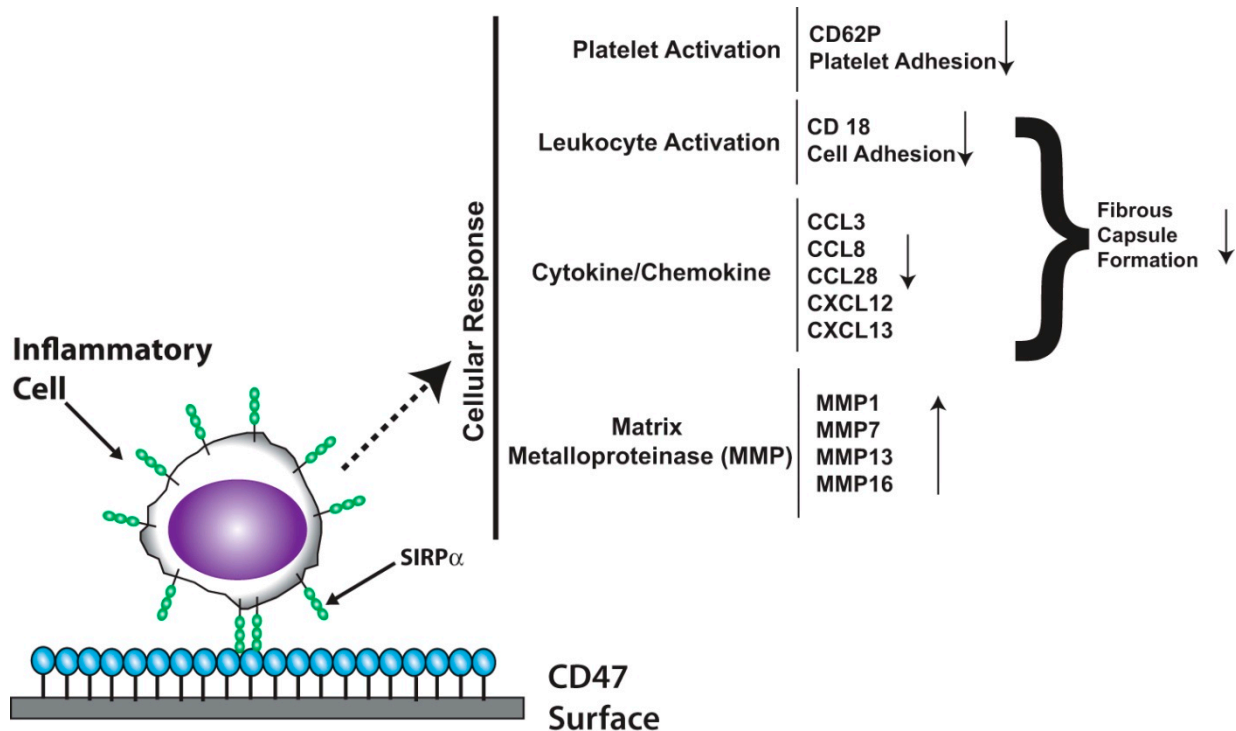 Platelet Activation
CD62P
Platelet Adhesion
Leukocyte Activation
CD 18
Cell Adhesion
Cytokine/Chemokine
CCL3
CCL8
CCL28
CXCL12
CXCL13
Fibrous
Capsule
Formation
Matrix
Metalloproteinase (MMP)
MMP1
MMP7
MMP13
MMP16
Cellular Response
Inflammatory
Cell
SIRPα
CD47
Surface